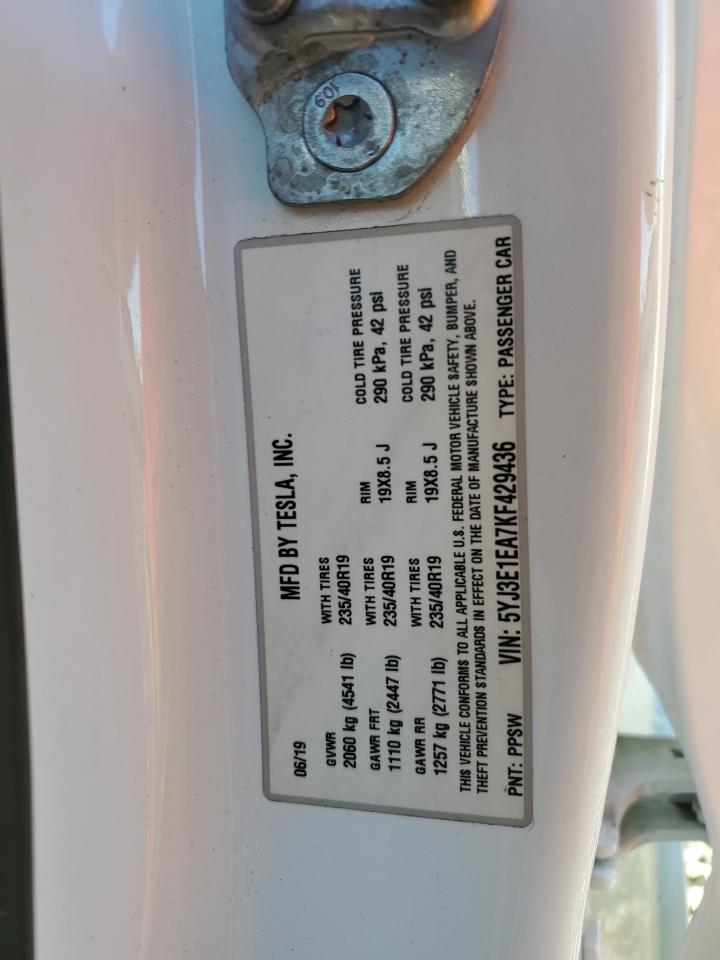 10.9
MFD BY TESLA, INC.
06/19
GVWR WITH TIRES
2060 kg (4541 lb) 235/40R19
GAWR FRT WITH TIRES RIM COLD TIRE PRESSURE
1110 kg (2447 lb) 235/40R19 19X8.5 J 290 kPa, 42 psi
GAWR RR WITH TIRES RIM COLD TIRE PRESSURE
1257 kg (2771 lb) 235/40R19 19X8.5 J 290 kPa, 42 psi
THIS VEHICLE CONFORMS TO ALL APPLICABLE U.S. FEDERAL MOTOR VEHICLE SAFETY, BUMPER, AND
THEFT PREVENTION STANDARDS IN EFFECT ON THE DATE OF MANUFACTURE SHOWN ABOVE.
PNT: PPSW VIN: 5YJ3E1EA7KF429436 TYPE: PASSENGER CAR